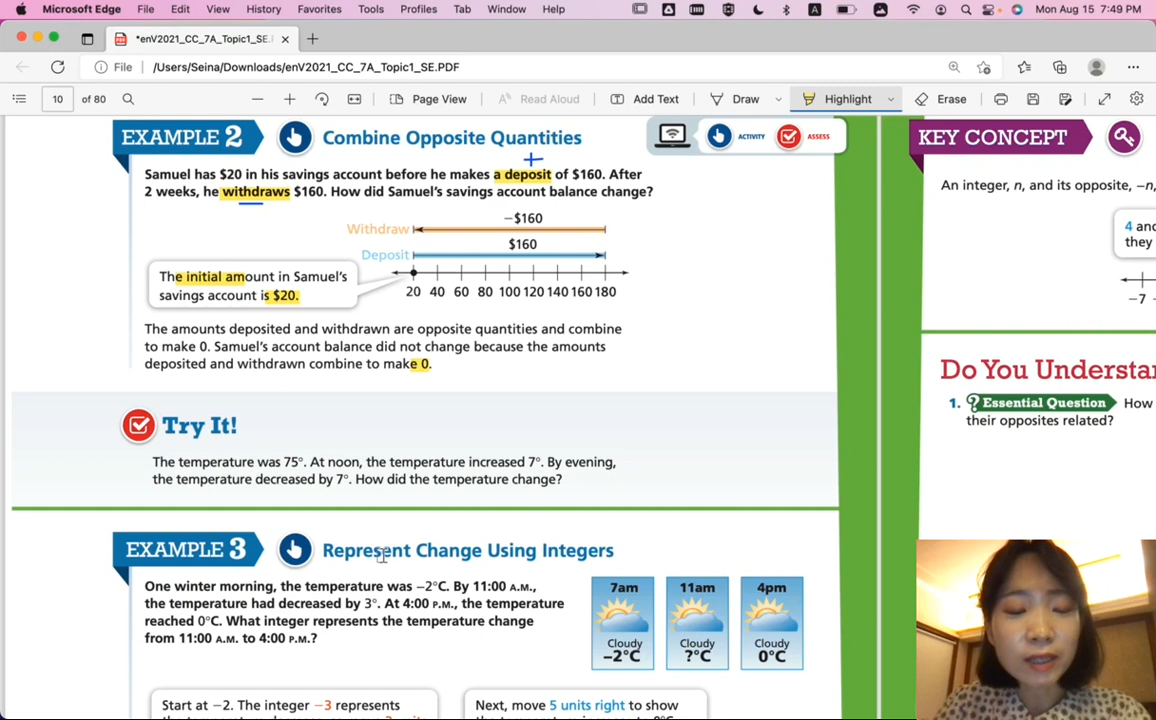 Microsoft Edge File Edit View History Favorites Tools Profiles Tab Window Help A Mon Aug 15 7:49 PM
*enV2021_CC_7A_Topic1_SE.
File /Users/Seina/Downloads/enV2021_CC_7A_Topic1_SE.PDF
10 of 80 Page View Read Aloud Add Text Draw Highlight Erase
EXAMPLE 2 Combine Opposite Quantities
ACTIVITY ASSESS
+
Samuel has $20 in his savings account before he makes a deposit of $160. After
2 weeks, he withdraws $160. How did Samuel's savings account balance change?
−$160
Withdraw
$160
Deposit
The initial amount in Samuel's
savings account is $20.
20 40 60 80 100 120 140 160 180
The amounts deposited and withdrawn are opposite quantities and combine
to make 0. Samuel's account balance did not change because the amounts
deposited and withdrawn combine to make 0.
Try It!
The temperature was 75°. At noon, the temperature increased 7°. By evening,
the temperature decreased by 7°. How did the temperature change?
EXAMPLE 3 Represent Change Using Integers
One winter morning, the temperature was −2°C. By 11:00 A.M.,
the temperature had decreased by 3°. At 4:00 P.M., the temperature
reached 0°C. What integer represents the temperature change
from 11:00 A.M. to 4:00 P.M.?
7am
Cloudy
−2°C
11am
Cloudy
?°C
4pm
Cloudy
0°C
Start at −2. The integer −3 represents
Next, move 5 units right to show
KEY CONCEPT
An integer, n, and its opposite, −n,
4 and
they
−7
Do You Understa
1. ? Essential Question How
their opposites related?